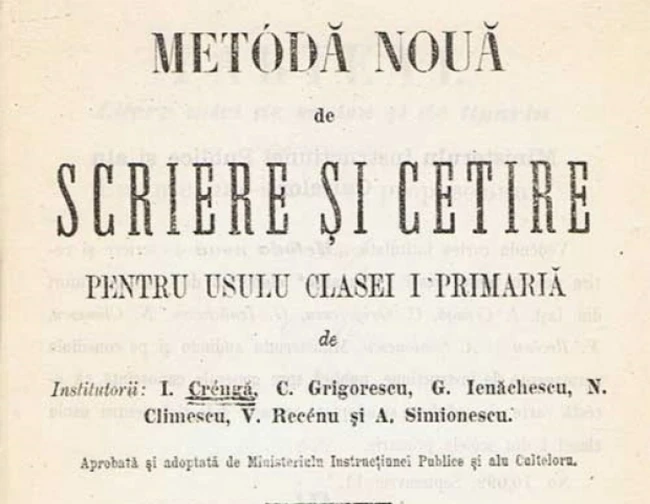 METÓDĂ NOUĂ
de
SCRIERE ȘI CETIRE
PENTRU USULU CLASEI I PRIMARIĂ
de
Institutorii: I. Créngă, C. Grigorescu, G. Ienăchescu, N.
Climescu, V. Recénu și A. Simionescu.
Aprobată și adoptată de Ministeriulu Instrucțiunei Publice și alu Culteloru.